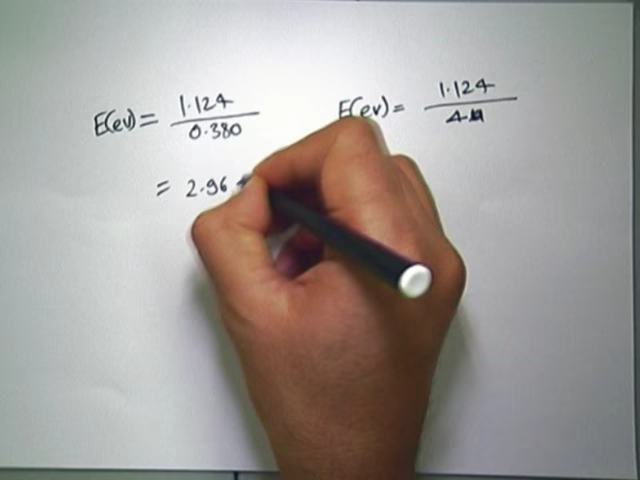 E(ev) = 1.124 / 0.380
= 2.96
E(ev) = 1.124 /